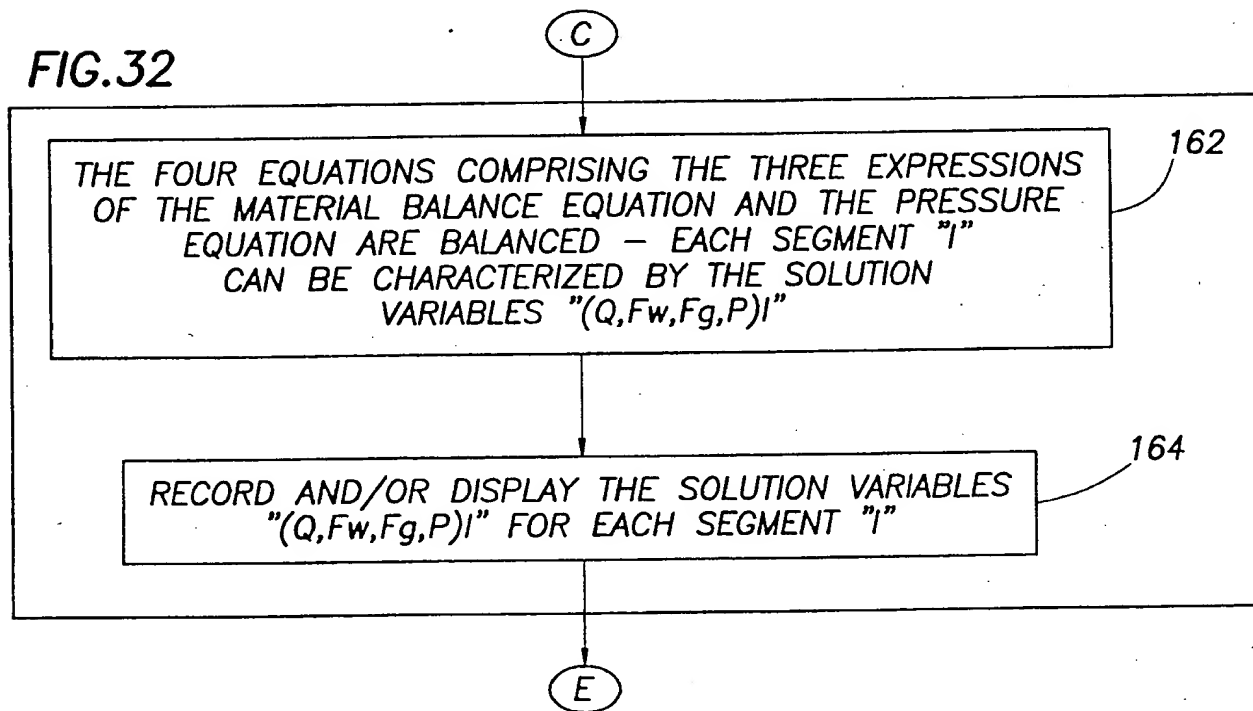 C
FIG.32
162
THE FOUR EQUATIONS COMPRISING THE THREE EXPRESSIONS
OF THE MATERIAL BALANCE EQUATION AND THE PRESSURE
EQUATION ARE BALANCED – EACH SEGMENT "I"
CAN BE CHARACTERIZED BY THE SOLUTION
VARIABLES "(Q,Fw,Fg,P)I"
164
RECORD AND/OR DISPLAY THE SOLUTION VARIABLES
"(Q,Fw,Fg,P)I" FOR EACH SEGMENT "I"
E